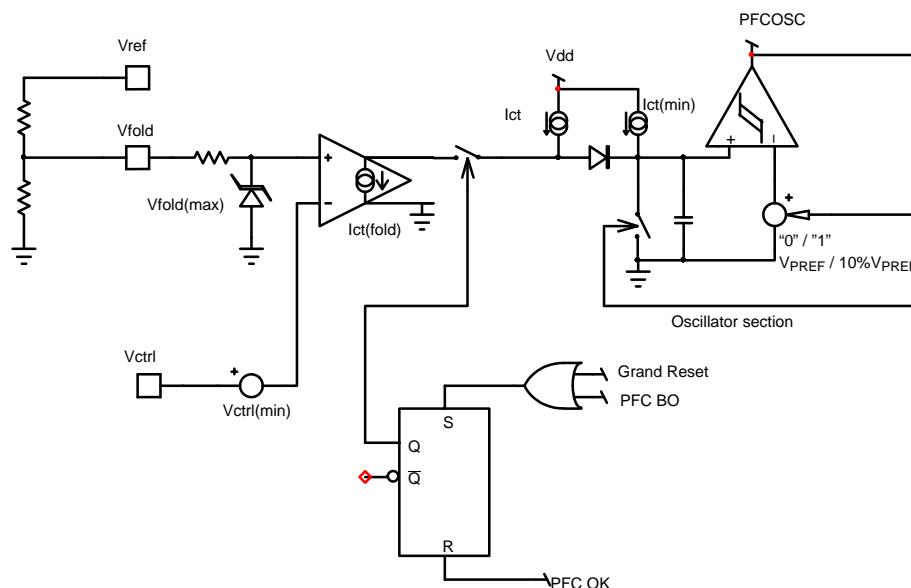 PFCOSC
Vref
Vdd
Ict
Ict(min)
Vfold
+
+
−
Vfold(max)
−
Ict(fold)
+
"0" / "1"
VPREF / 10%VPREF
Oscillator section
Vctrl
+
Vctrl(min)
Grand Reset
PFC BO
S
Q
Q
R
PFC OK